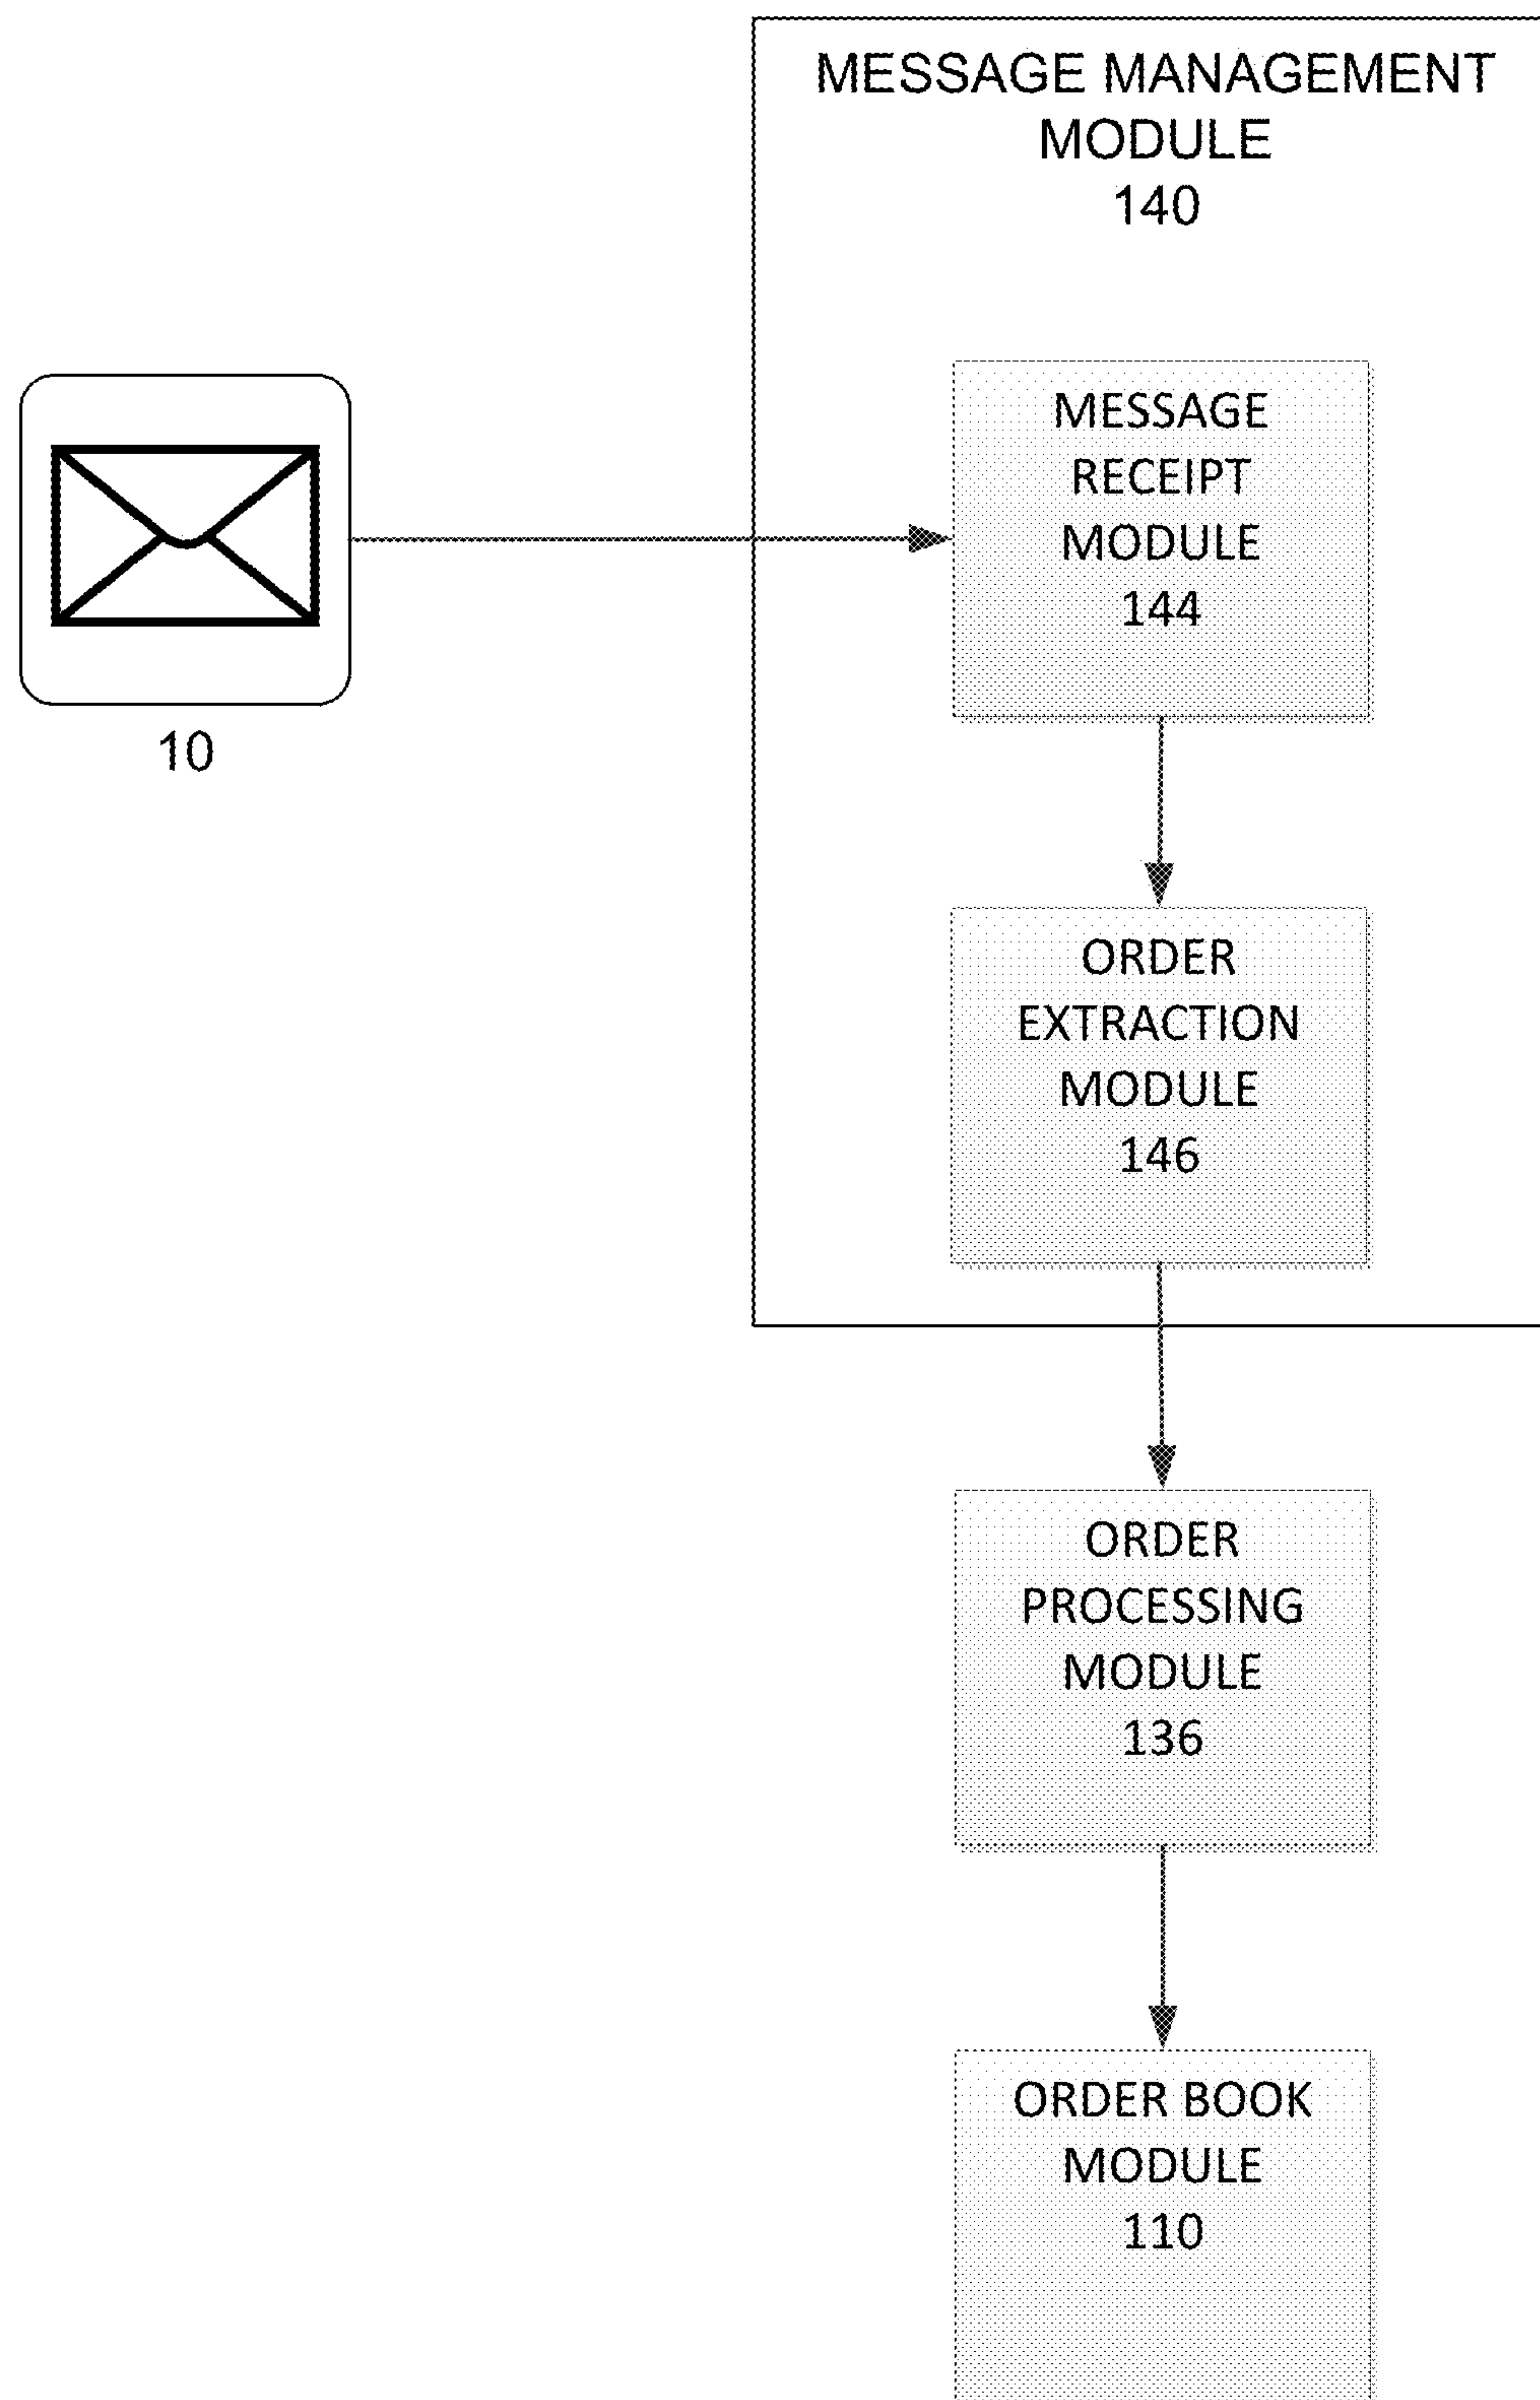 MESSAGE MANAGEMENT
MODULE
140
MESSAGE
RECEIPT
MODULE
144
10
ORDER
EXTRACTION
MODULE
146
ORDER
PROCESSING
MODULE
136
ORDER BOOK
MODULE
110